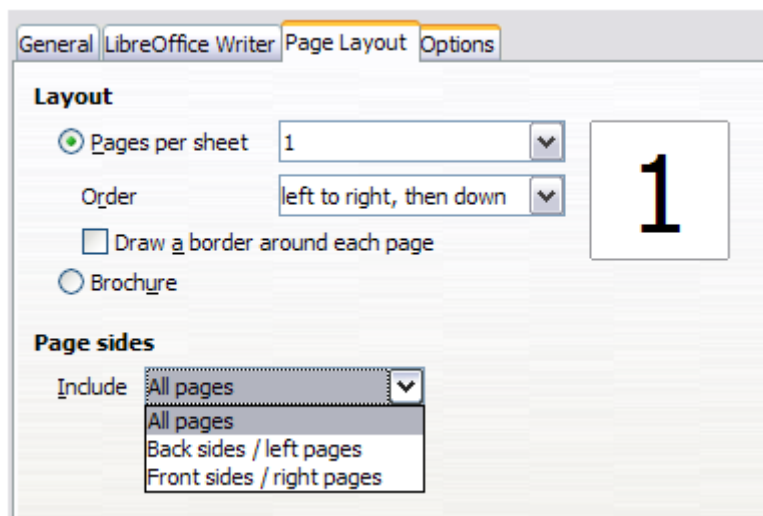 General LibreOffice Writer Page Layout Options
Layout
Pages per sheet 1
1
Order left to right, then down
Draw a border around each page
Brochure
Page sides
Include All pages
All pages
Back sides / left pages
Front sides / right pages